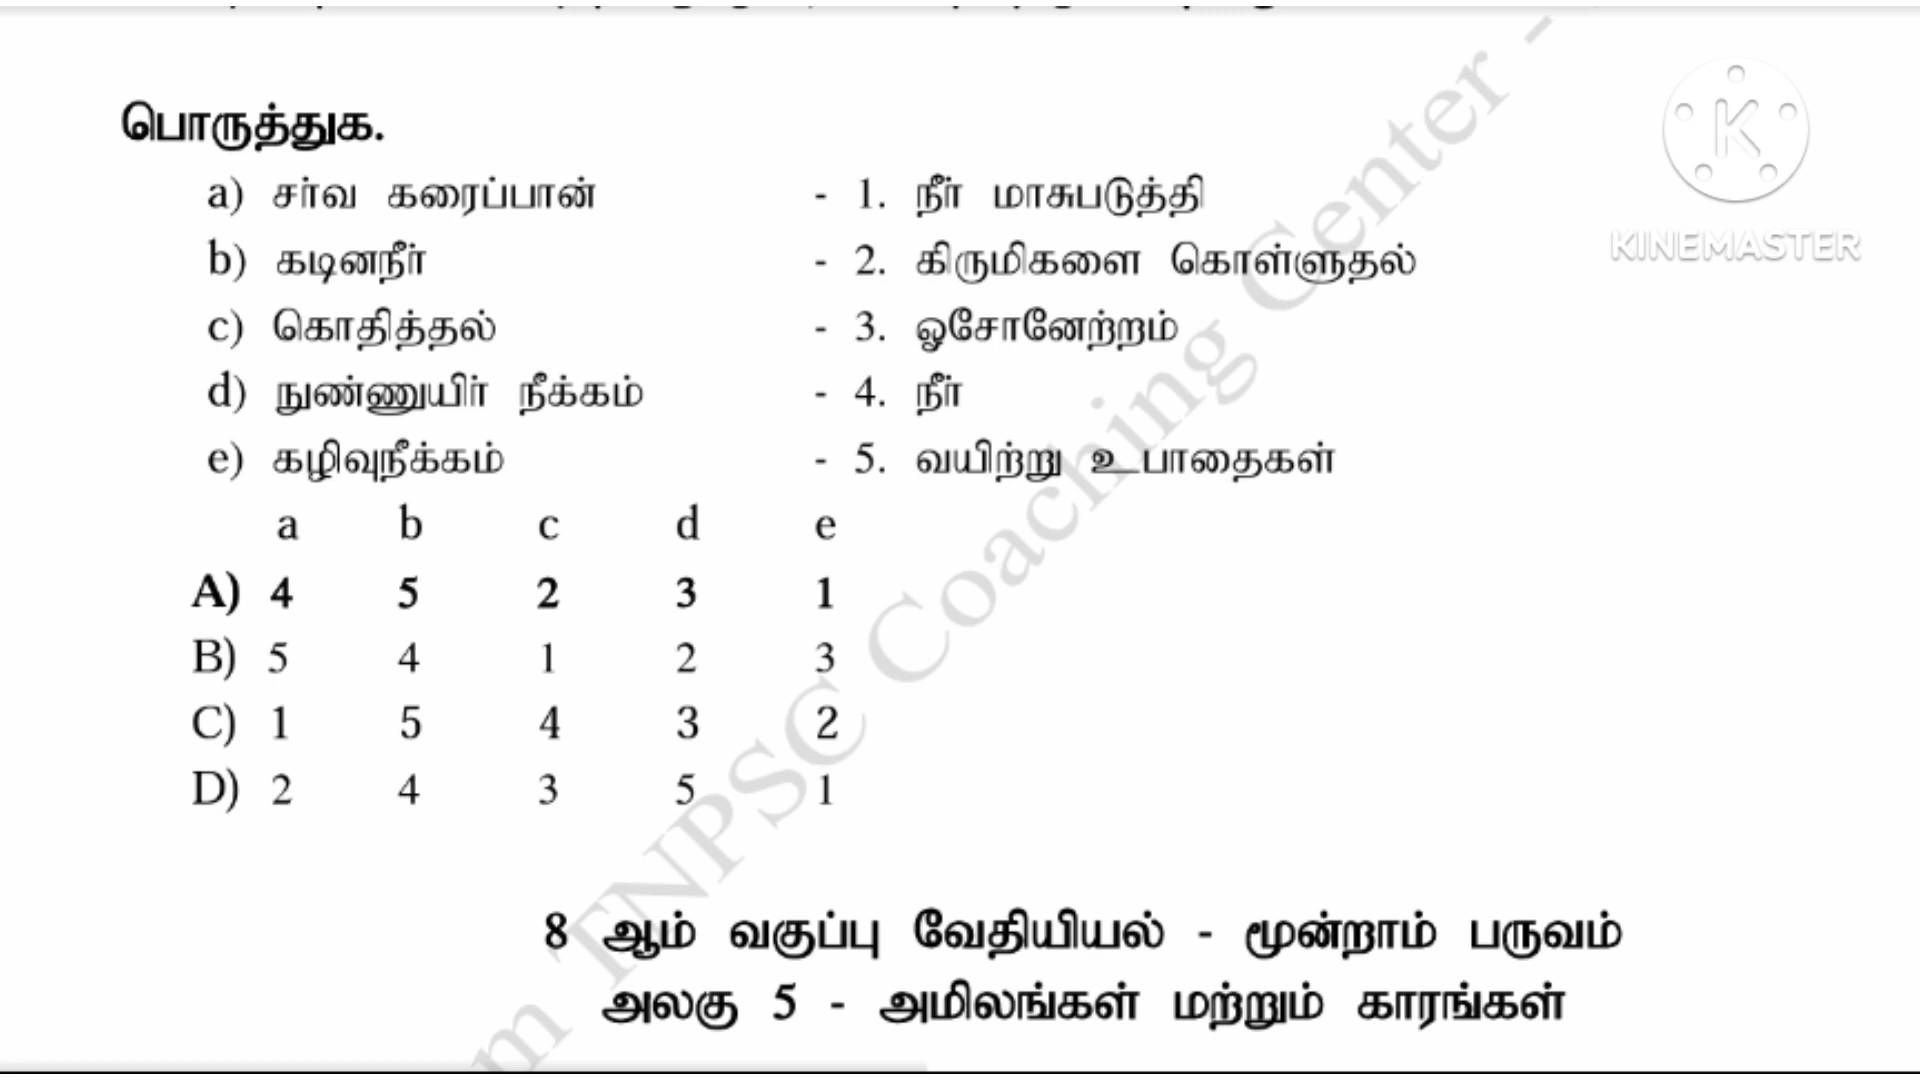 பொருத்துக.
a) சர்வ கரைப்பான் - 1. நீர் மாசுபடுத்தி
b) கடினநீர் - 2. கிருமிகளை கொள்ளுதல்
c) கொதித்தல் - 3. ஓசோனேற்றம்
d) நுண்ணுயிர் நீக்கம் - 4. நீர்
e) கழிவுநீக்கம் - 5. வயிற்று உபாதைகள்
a b c d e
A) 4 5 2 3 1
B) 5 4 1 2 3
C) 1 5 4 3 2
D) 2 4 3 5 1
8 ஆம் வகுப்பு வேதியியல் - மூன்றாம் பருவம்
அலகு 5 - அமிலங்கள் மற்றும் காரங்கள்
m TNPSC Coaching Center -
K
KINEMASTER